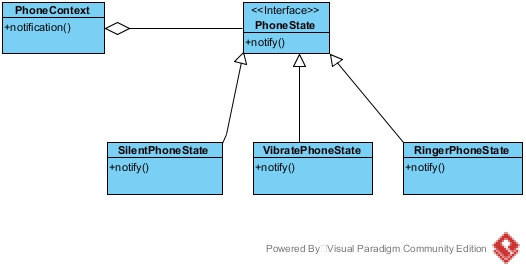 PhoneContext
+notification()
<<Interface>>
PhoneState
+notify()
SilentPhoneState
+notify()
VibratePhoneState
+notify()
RingerPhoneState
+notify()
Powered By ¨Visual Paradigm Community Edition